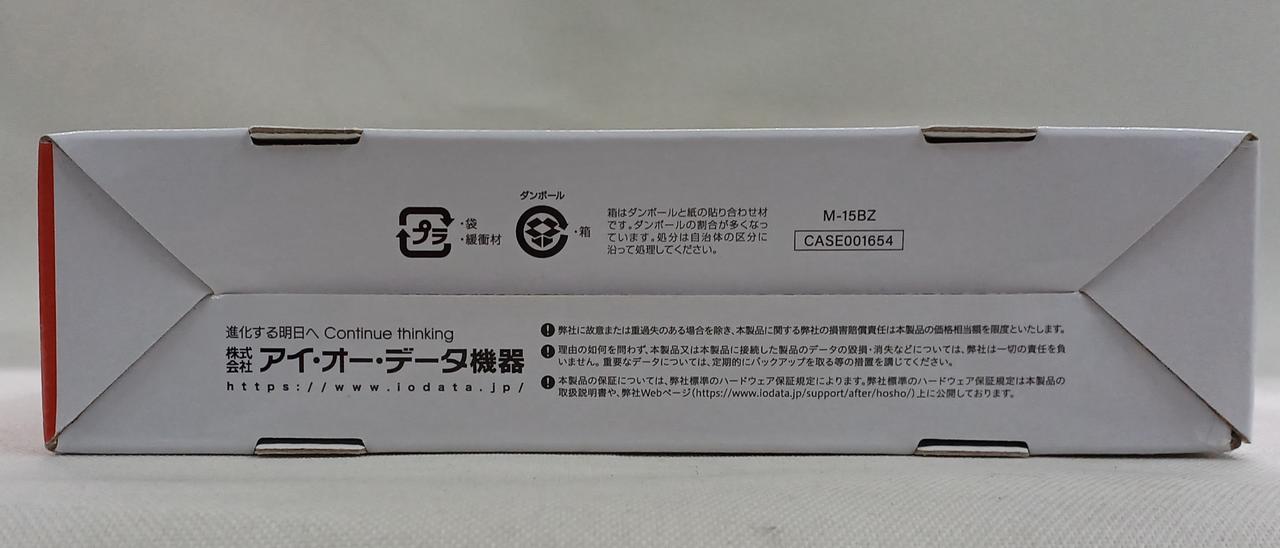 プラ
・袋
・緩衝材
ダンボール
・箱
箱はダンボールと紙の貼り合わせ材
です。ダンボールの割合が多くなっ
ています。処分は自治体の区分に
沿って処理してください。
M-15BZ
CASE001654
進化する明日へ Continue thinking
株式会社 アイ・オー・データ機器
https://www.iodata.jp/
! 弊社に故意または重過失のある場合を除き、本製品に関する弊社の損害賠償責任は本製品の価格相当額を限度といたします。
! 理由の如何を問わず、本製品又は本製品に接続した製品のデータの毀損・消失などについては、弊社は一切の責任を負
いません。重要なデータについては、定期的にバックアップを取る等の措置を講じてください。
! 本製品の保証については、弊社標準のハードウェア保証規定によります。弊社標準のハードウェア保証規定は本製品の
取扱説明書や、弊社Webページ(https://www.iodata.jp/support/after/hosho/)上に公開しております。